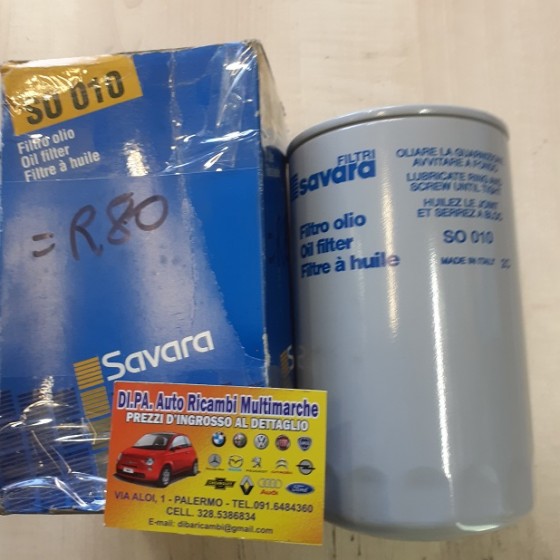 SO 010
Filtro olio
Oil filter
Filtre à huile
= R.80
Savara
FILTRI
savara
Filtro olio
Oil filter
Filtre à huile
OLIARE LA
AVVITARE A FONDO
LUBRICATE RING AND
SCREW UNTIL TIGHT
HUILEZ LE JOINT
ET SERREZ A BLOC
SO 010
MADE IN ITALY
DI.PA. Auto Ricambi Multimarche
PREZZI D'INGROSSO AL DETTAGLIO
Audi
Ford
VIA ALOI, 1 - PALERMO - TEL.091.6484360
CELL. 328.5386834
E-mail: dibaricambi@gmail.com